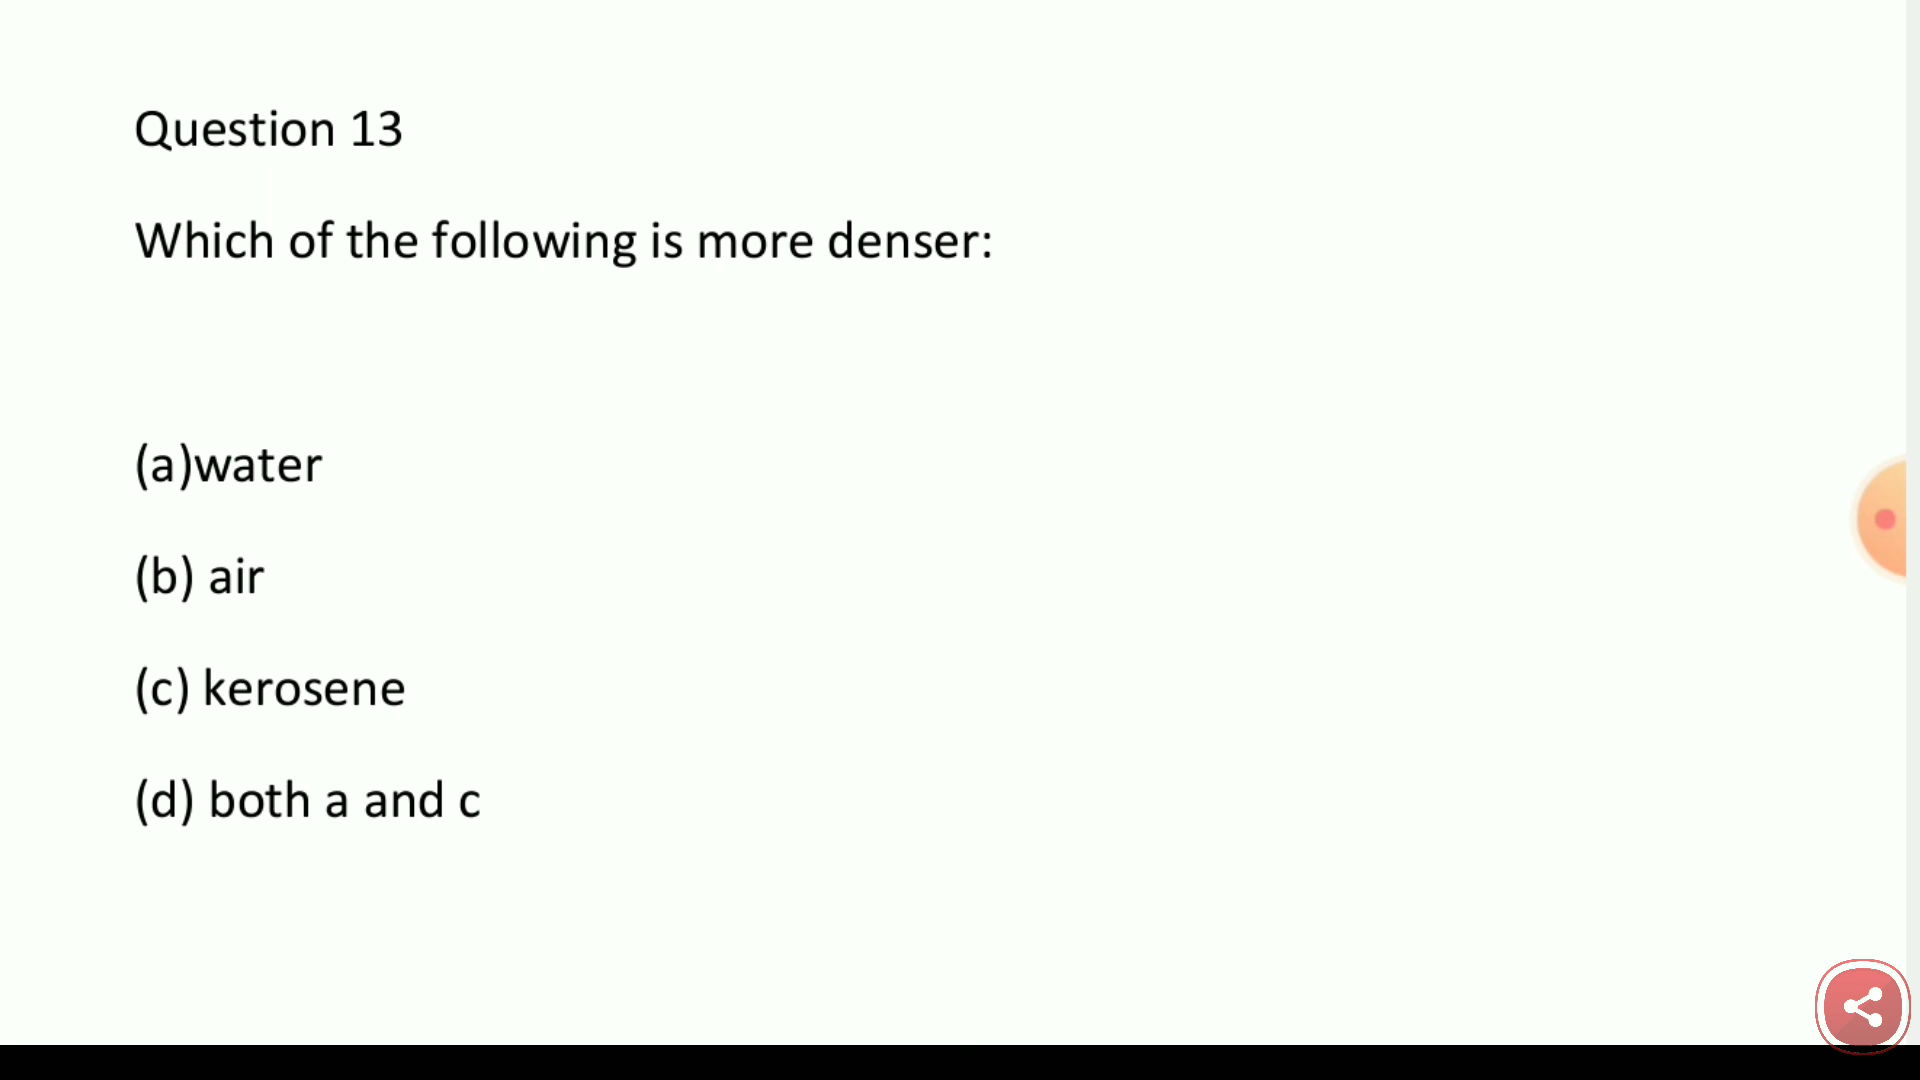 Question 13
Which of the following is more denser:
(a)water
(b) air
(c) kerosene
(d) both a and c